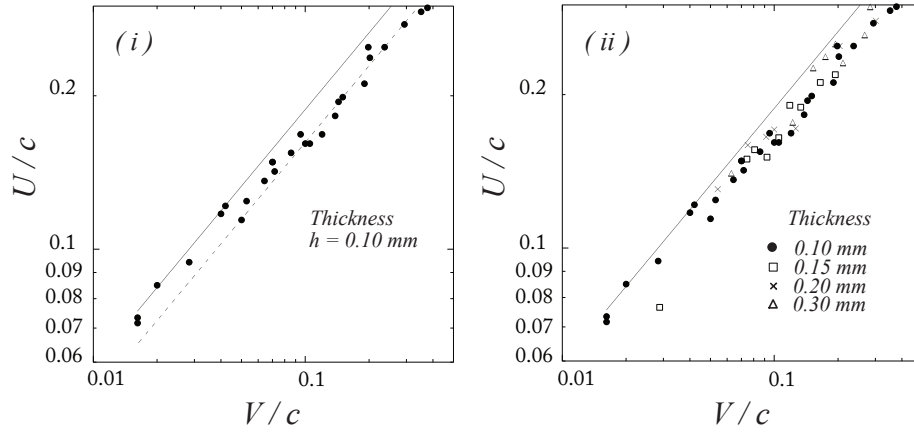 (i)
U / c
0.2
0.1
0.09
0.08
0.07
0.06
Thickness
h = 0.10 mm
0.01
0.1
V / c
(ii)
U / c
0.2
0.1
0.09
0.08
0.07
0.06
Thickness
0.10 mm
0.15 mm
0.20 mm
0.30 mm
0.01
0.1
V / c